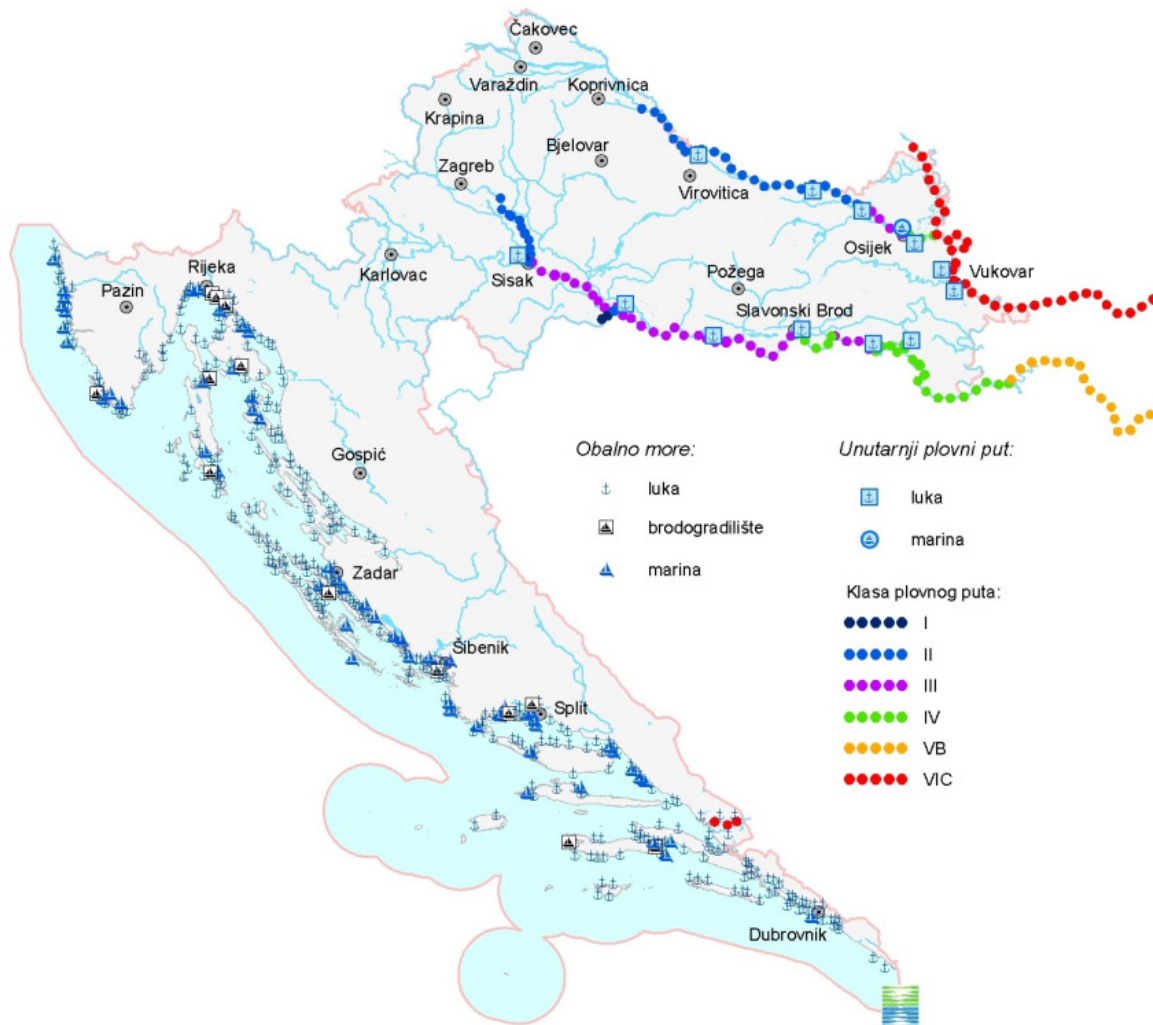 Čakovec
Varaždin
Koprivnica
Krapina
Bjelovar
Zagreb
Virovitica
Osijek
Rijeka
Karlovac
Sisak
Požega
Vukovar
Pazin
Slavonski Brod
Gospić
Zadar
Šibenik
Split
Dubrovnik
Obalno more:
luka
brodogradilište
marina
Unutarnji plovni put:
luka
marina
Klasa plovnog puta:
I
II
III
IV
VB
VIC